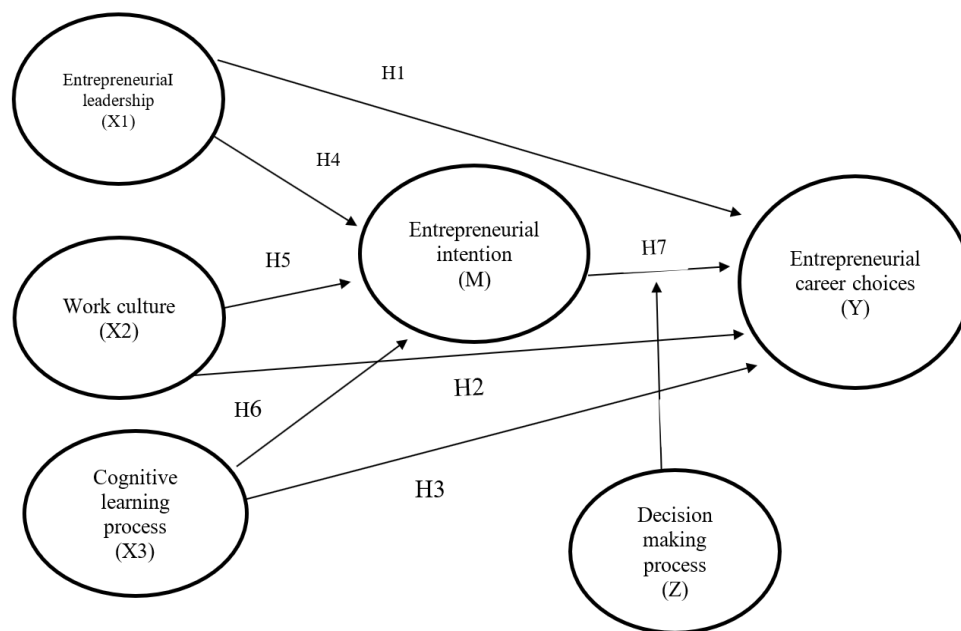 EntrepreneuriaI
leadership
(X1)
H1
H4
Entrepreneurial
intention
(M)
H7
Entrepreneurial
career choices
(Y)
H5
Work culture
(X2)
H2
H6
Cognitive
learning
process
(X3)
H3
Decision
making
process
(Z)